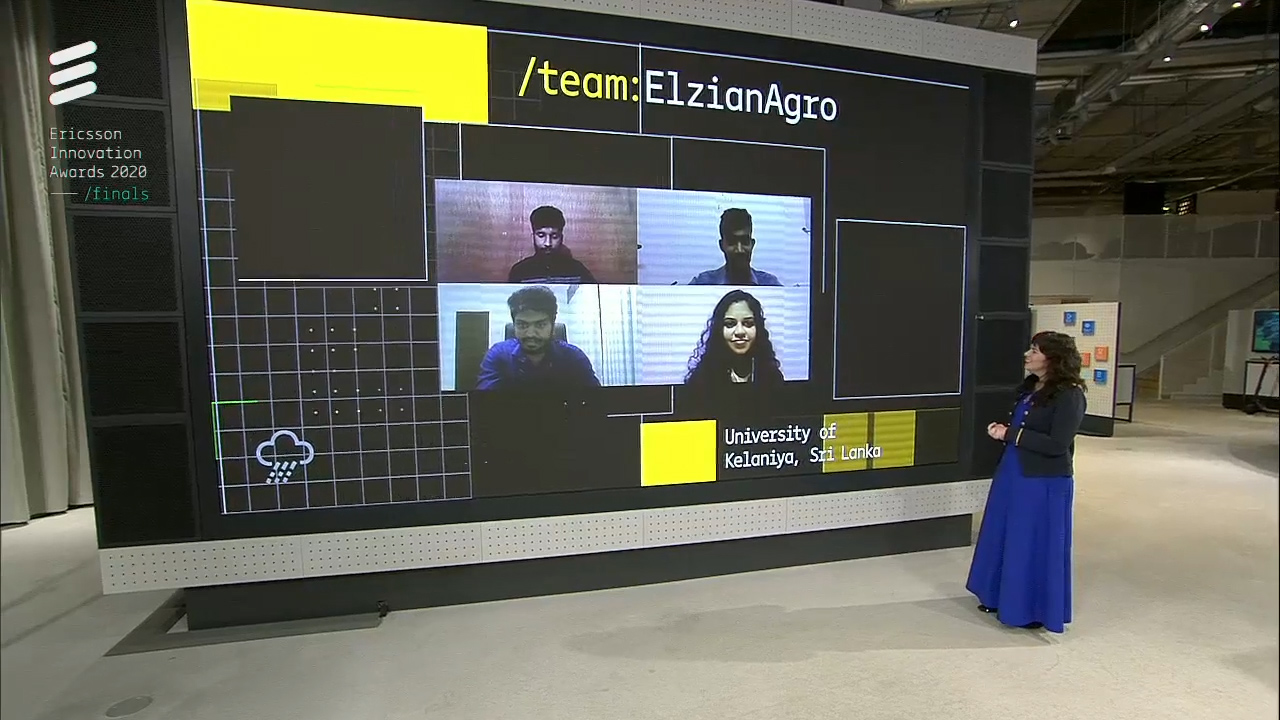 /team:ElzianAgro
Ericsson
Innovation
Awards 2020
/finals
University of
Kelaniya, Sri Lanka